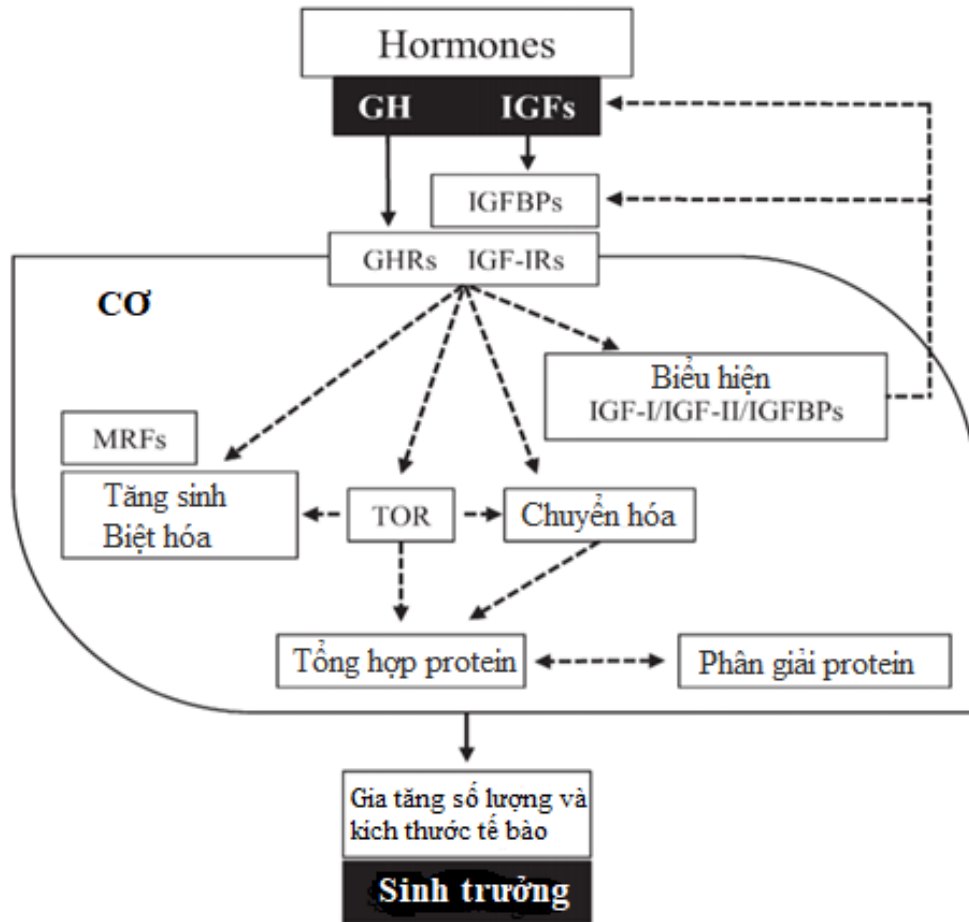 Hormones
GH IGFs
IGFBPs
GHRs IGF-IRs
CƠ
Biểu hiện
IGF-I/IGF-II/IGFBPs
MRFs
Tăng sinh
Biệt hóa
TOR
Chuyển hóa
Tổng hợp protein
Phân giải protein
Gia tăng số lượng và
kích thước tế bào
Sinh trưởng